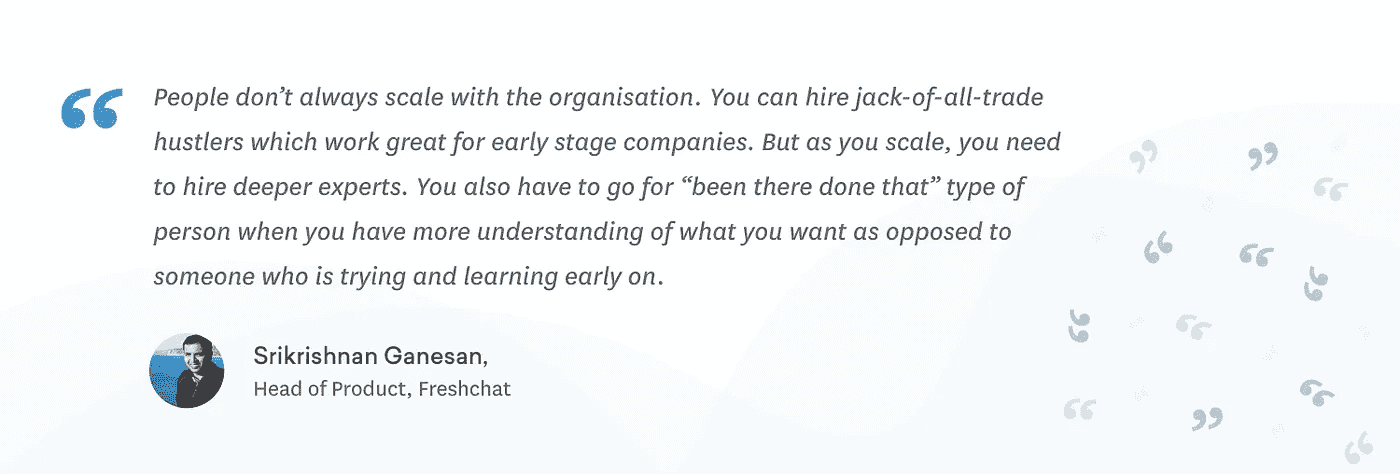 People don’t always scale with the organisation. You can hire jack-of-all-trade
hustlers which work great for early stage companies. But as you scale, you need
to hire deeper experts. You also have to go for “been there done that” type of
person when you have more understanding of what you want as opposed to
someone who is trying and learning early on.
Srikrishnan Ganesan,
Head of Product, Freshchat